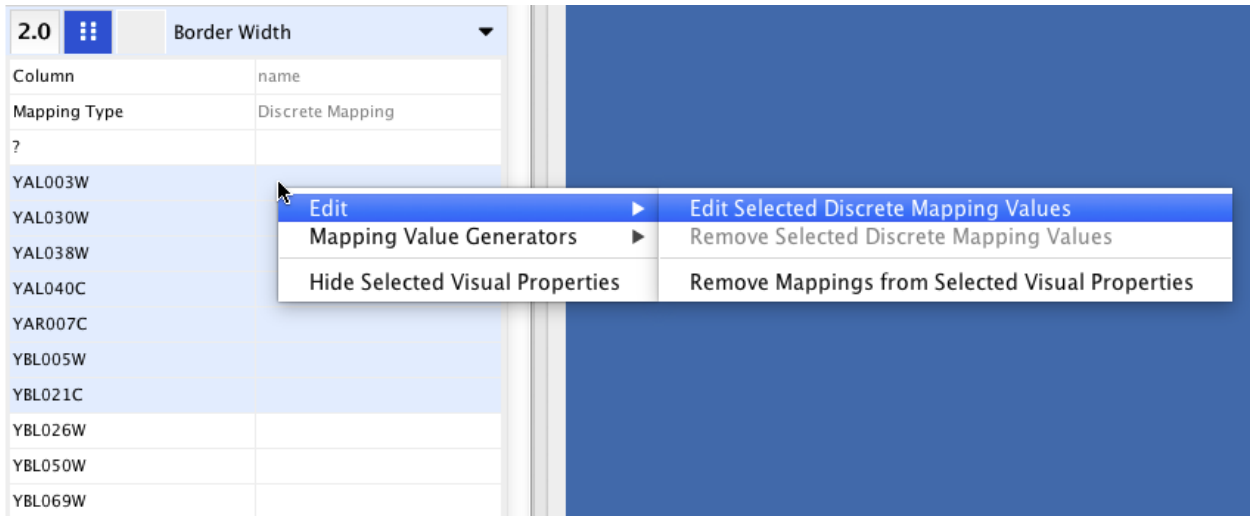 2.0 Border Width
Column name
Mapping Type Discrete Mapping
?
YAL003W
YAL030W
YAL038W
YAL040C
YAR007C
YBL005W
YBL021C
YBL026W
YBL050W
YBL069W
Edit
Mapping Value Generators
Hide Selected Visual Properties
Edit Selected Discrete Mapping Values
Remove Selected Discrete Mapping Values
Remove Mappings from Selected Visual Properties